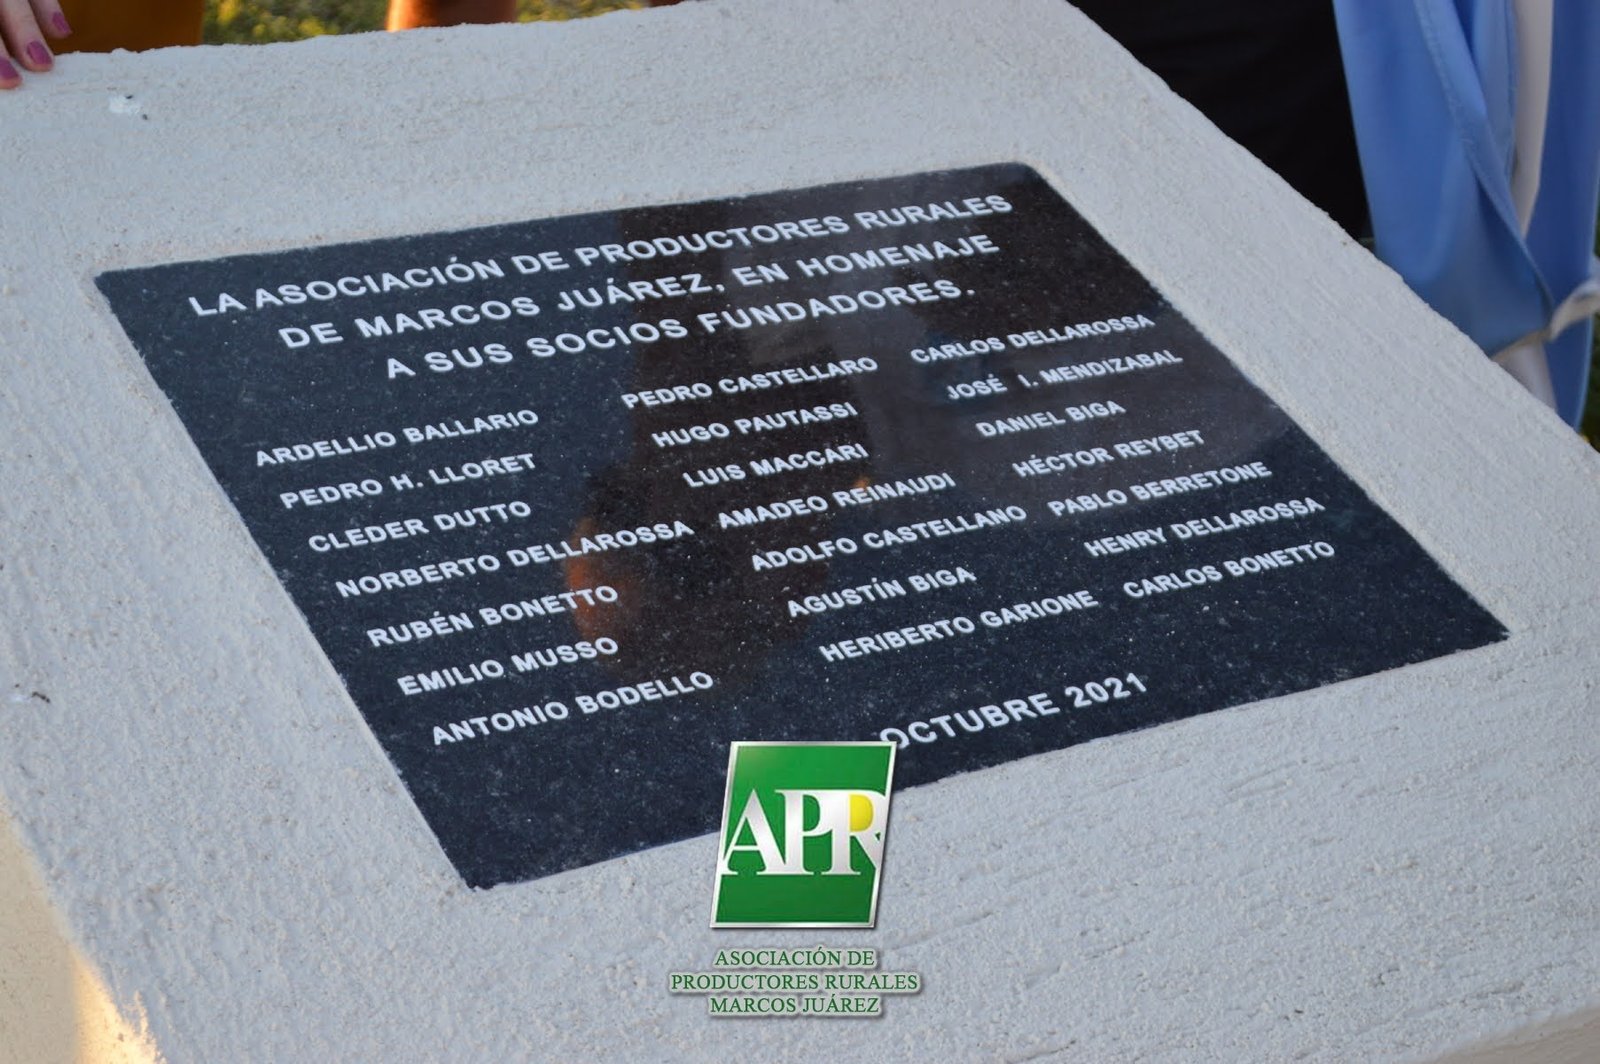 LA ASOCIACIÓN DE PRODUCTORES RURALES
DE MARCOS JUÁREZ, EN HOMENAJE
A SUS SOCIOS FUNDADORES.
ARDELLIO BALLARIO
PEDRO H. LLORET
CLEDER DUTTO
NORBERTO DELLAROSSA
RUBÉN BONETTO
EMILIO MUSSO
ANTONIO BODELLO
PEDRO CASTELLARO
HUGO PAUTASSI
LUIS MACCARI
AMADEO REINAUDI
ADOLFO CASTELLANO
AGUSTÍN BIGA
HERIBERTO GARIONE
CARLOS DELLAROSSA
JOSÉ I. MENDIZABAL
DANIEL BIGA
HÉCTOR REYBET
PABLO BERRETONE
HENRY DELLAROSSA
CARLOS BONETTO
OCTUBRE 2021
APR
ASOCIACIÓN DE
PRODUCTORES RURALES
MARCOS JUÁREZ